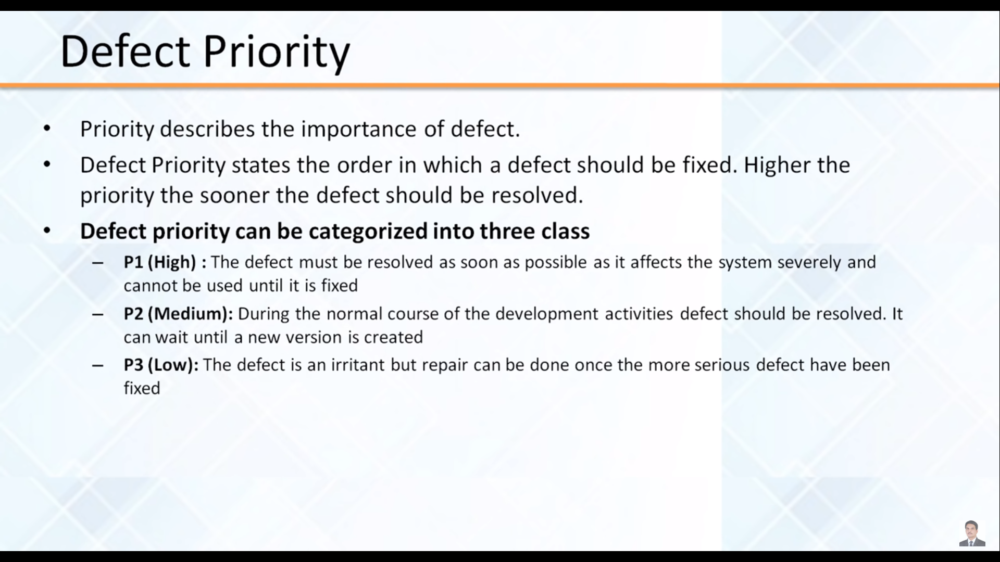 Defect Priority
• Priority describes the importance of defect.
• Defect Priority states the order in which a defect should be fixed. Higher the
priority the sooner the defect should be resolved.
• Defect priority can be categorized into three class
– P1 (High) : The defect must be resolved as soon as possible as it affects the system severely and
cannot be used until it is fixed
– P2 (Medium): During the normal course of the development activities defect should be resolved. It
can wait until a new version is created
– P3 (Low): The defect is an irritant but repair can be done once the more serious defect have been
fixed